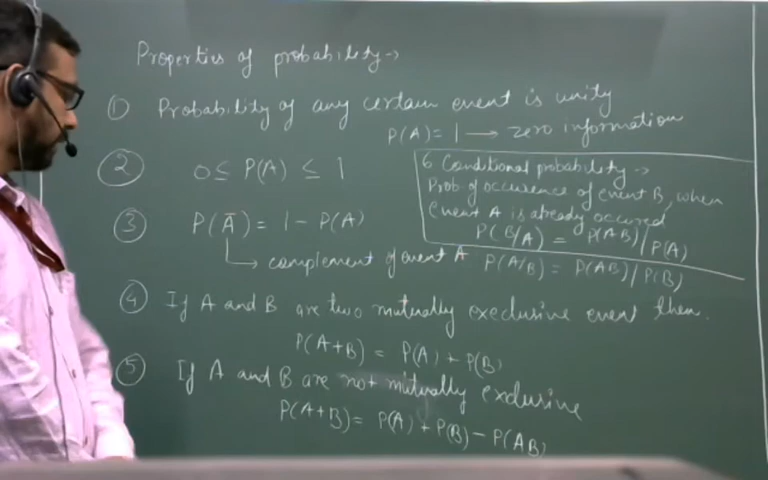 Properties of probability →
① Probability of any certain event is unity
P(A) = 1 → zero information
② 0 ≤ P(A) ≤ 1
③ P(Ā) = 1 - P(A)
complement of event A
6 Conditional probability →
Prob of occurence of event B, when
event A is already occured
P(B/A) = P(AB)/P(A)
P(A/B) = P(AB)/P(B)
④ If A and B are two mutually execlusive event then.
P(A+B) = P(A) + P(B)
⑤ If A and B are not mutually exclusive
P(A+B) = P(A) + P(B) - P(AB)